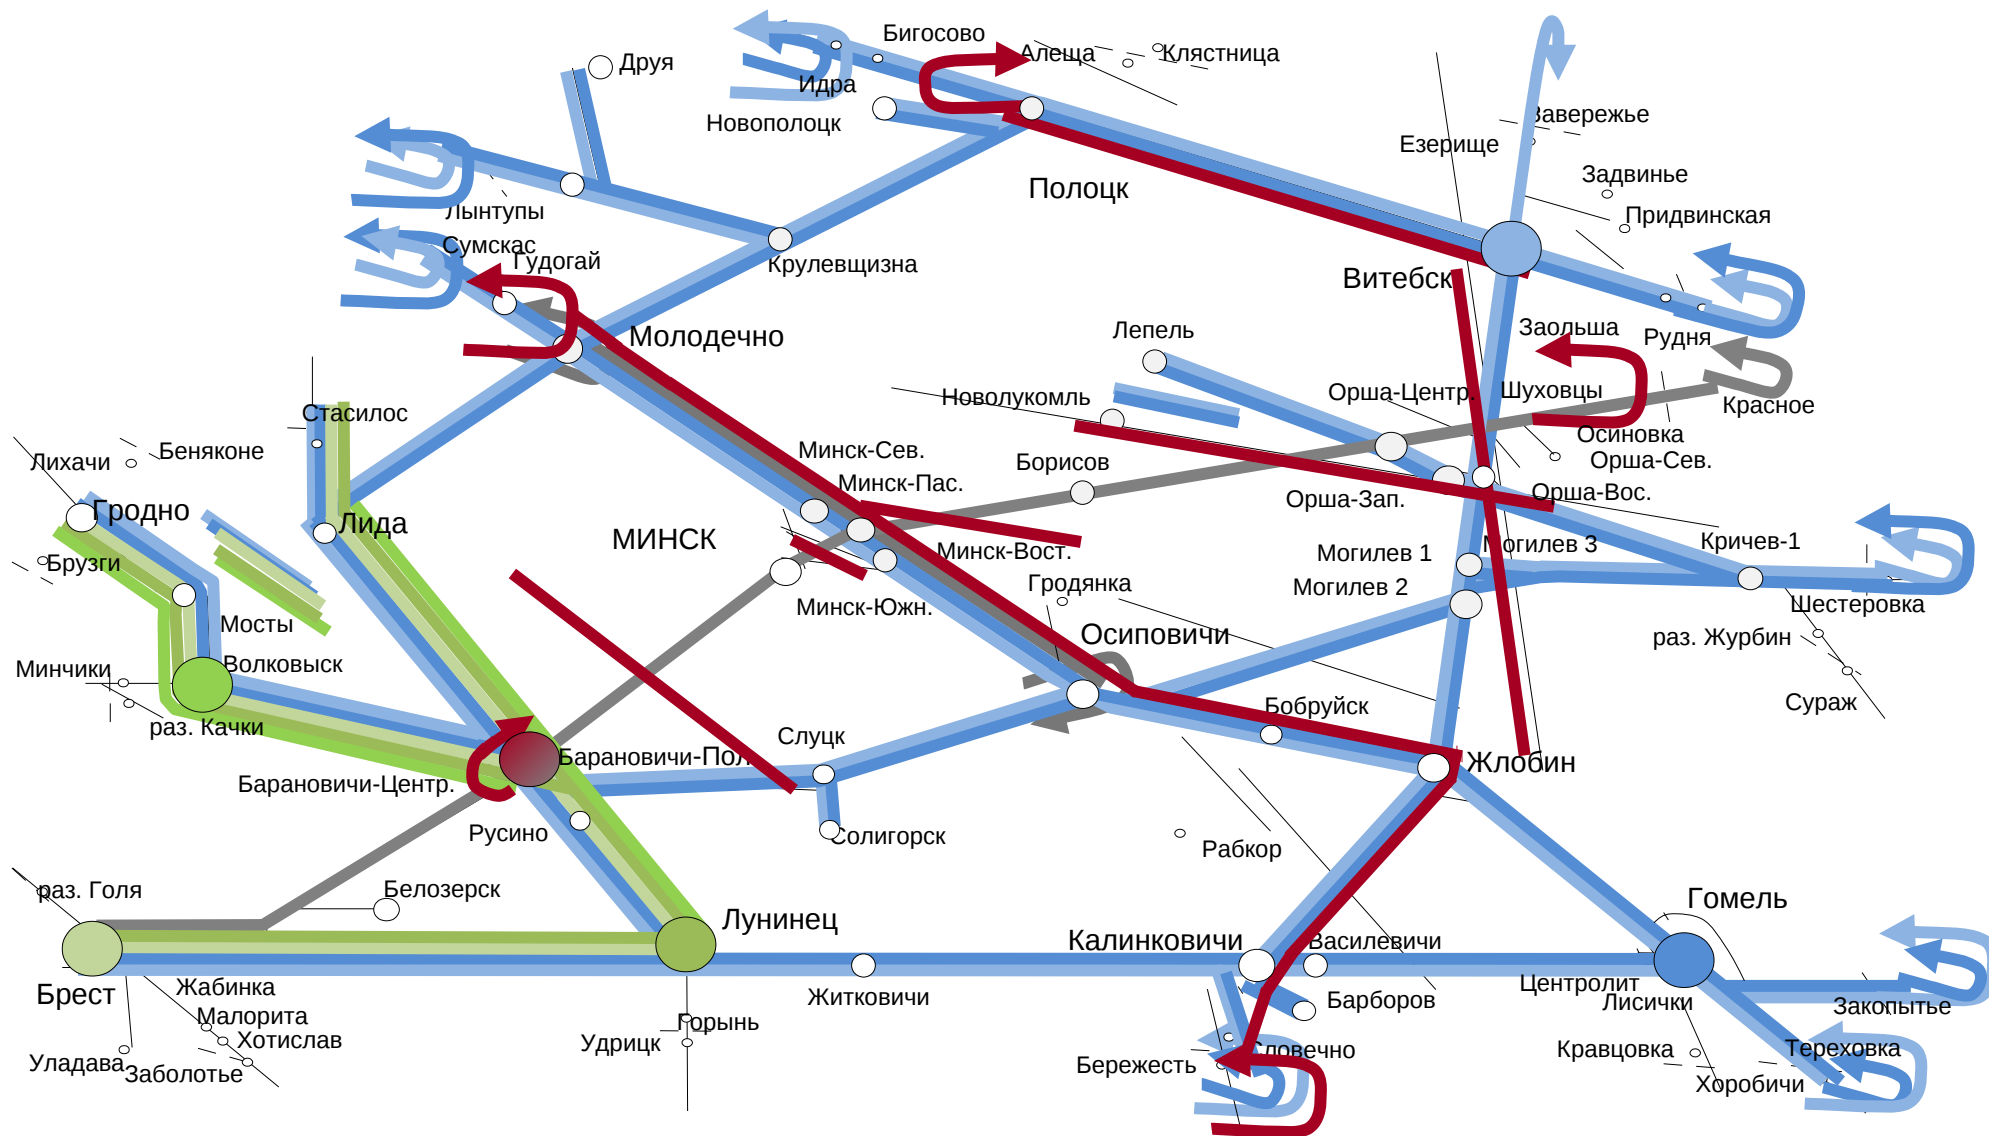 Бигосово
Друя
Алеща
Клястница
Идра
Новополоцк
Завережье
Езерище
Задвинье
Полоцк
Придвинская
Лынтупы
Сумскас
Гудогай
Крулевщизна
Витебск
Молодечно
Лепель
Заольша
Рудня
Новолукомль
Орша-Центр.
Шуховцы
Красное
Стасилос
Беняконе
Лихачи
Минск-Сев.
Минск-Пас.
Борисов
Осиновка
Орша-Сев.
Орша-Зап.
Орша-Вос.
Гродно
Лида
МИНСК
Минск-Вост.
Могилев 1
Могилев 3
Кричев-1
Брузги
Гродянка
Могилев 2
Минск-Южн.
Шестеровка
Мосты
Осиповичи
раз. Журбин
Минчики
Волковыск
Сураж
раз. Качки
Бобруйск
Слуцк
Барановичи-Пол.
Жлобин
Барановичи-Центр.
Русино
Солигорск
Рабкор
раз. Голя
Белозерск
Гомель
Лунинец
Калинковичи
Василевичи
Брест
Жабинка
Житковичи
Барборов
Центролит
Лисички
Закопытье
Малорита
Горынь
Хотислав
Удрицк
Словечно
Кравцовка
Тереховка
Уладава
Заболотье
Бережесть
Хоробичи